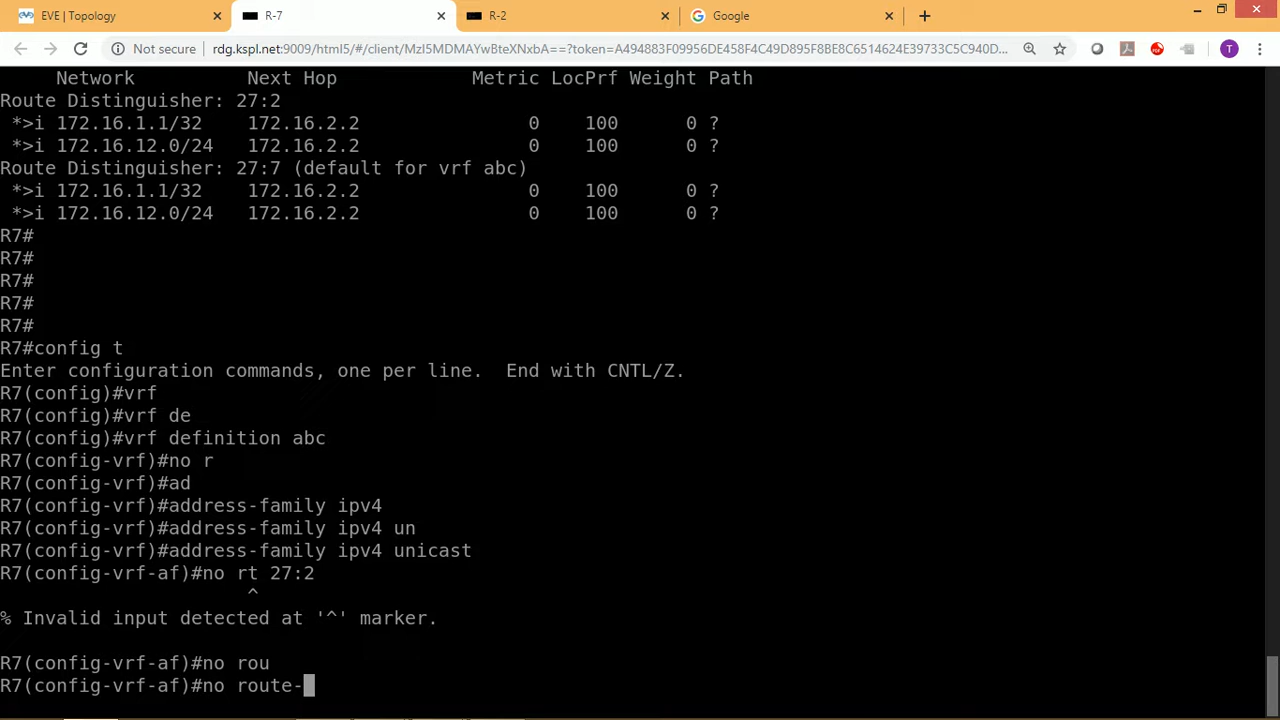 EVE | Topology
R-7
R-2
Google
Not secure rdg.kspl.net:9009/html5/#/client/MzI5MDMAYwBteXNxbA==?token=A494883F09956DE458F4C49D895F8BE8C6514624E39733C5C940D...
T
Network Next Hop Metric LocPrf Weight Path
Route Distinguisher: 27:2
*>i 172.16.1.1/32 172.16.2.2 0 100 0 ?
*>i 172.16.12.0/24 172.16.2.2 0 100 0 ?
Route Distinguisher: 27:7 (default for vrf abc)
*>i 172.16.1.1/32 172.16.2.2 0 100 0 ?
*>i 172.16.12.0/24 172.16.2.2 0 100 0 ?
R7#
R7#
R7#
R7#
R7#
R7#config t
Enter configuration commands, one per line. End with CNTL/Z.
R7(config)#vrf
R7(config)#vrf de
R7(config)#vrf definition abc
R7(config-vrf)#no r
R7(config-vrf)#ad
R7(config-vrf)#address-family ipv4
R7(config-vrf)#address-family ipv4 un
R7(config-vrf)#address-family ipv4 unicast
R7(config-vrf-af)#no rt 27:2
^
% Invalid input detected at '^' marker.
R7(config-vrf-af)#no rou
R7(config-vrf-af)#no route-